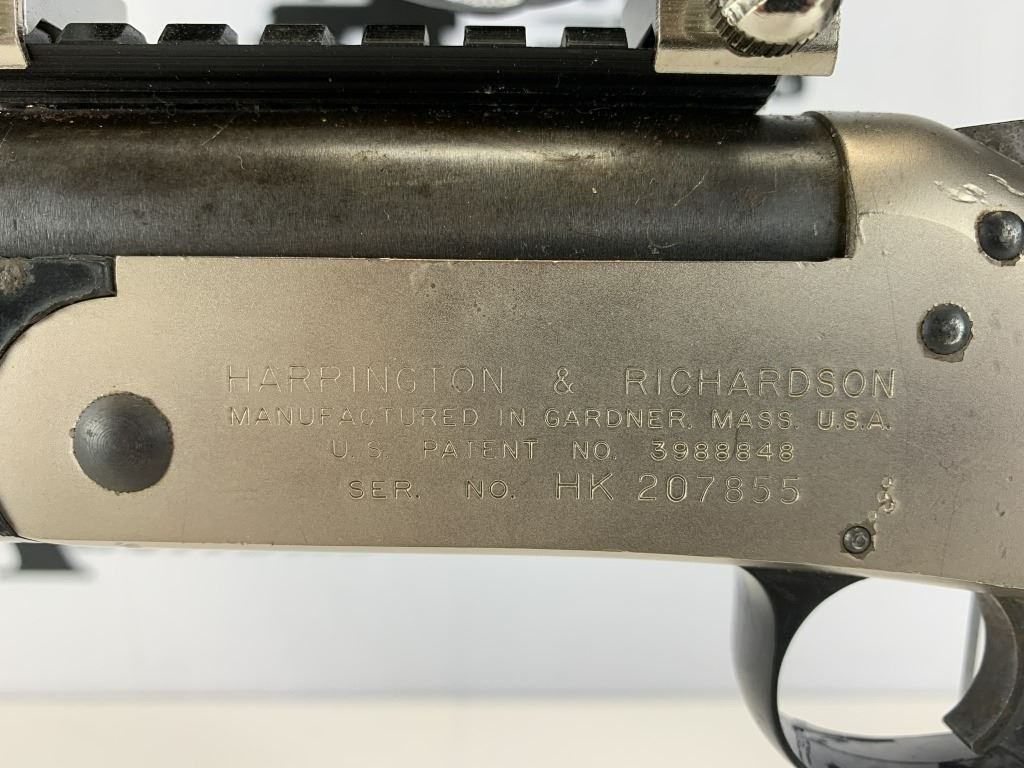 HARRINGTON & RICHARDSON
MANUFACTURED IN GARDNER, MASS. U.S.A.
U.S. PATENT NO. 3988848
SER. NO. HK 207855